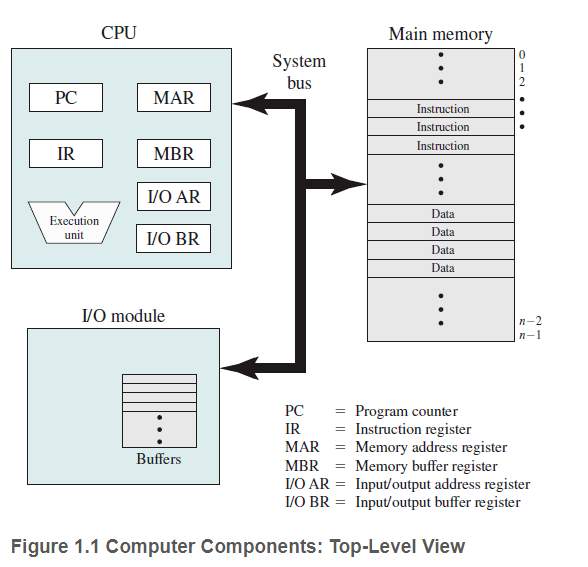 CPU
System
bus
Main memory
PC
MAR
IR
MBR
I/O AR
Execution
unit
I/O BR
0
1
2
Instruction
Instruction
Instruction
Data
Data
Data
Data
n−2
n−1
I/O module
Buffers
PC = Program counter
IR = Instruction register
MAR = Memory address register
MBR = Memory buffer register
I/O AR = Input/output address register
I/O BR = Input/output buffer register
Figure 1.1 Computer Components: Top-Level View